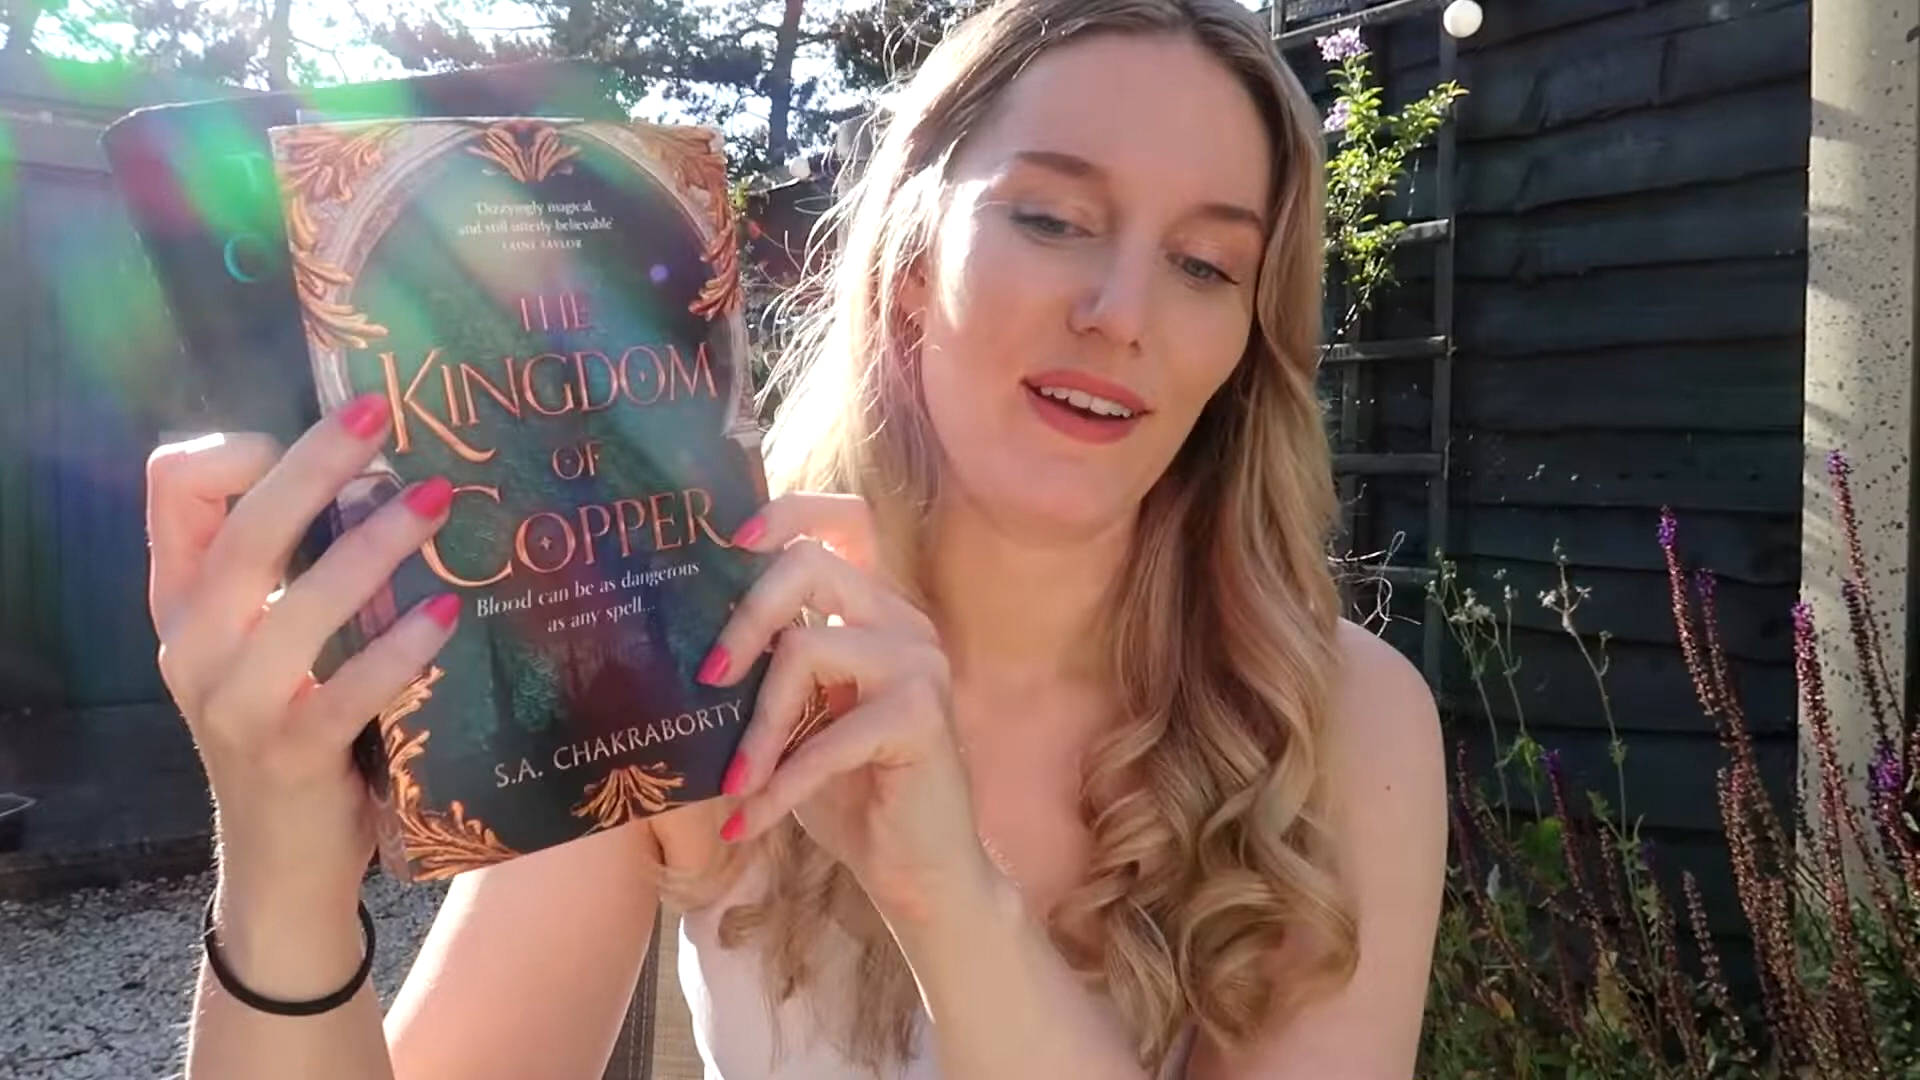 'Dizzyingly magical,
and still utterly believable'
LAINI TAYLOR
THE
KINGDOM
OF
COPPER
Blood can be as dangerous
as any spell...
S.A. CHAKRABORTY
T
C